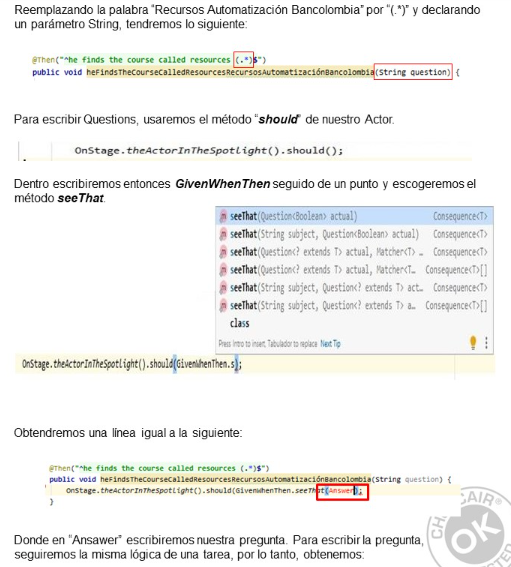 Reemplazando la palabra "Recursos Automatización Bancolombia" por "(.*)" y declarando
un parámetro String, tendremos lo siguiente:
@Then("^he finds the course called resources (.*)$")
public void heFindsTheCourseCalledResourcesRecursosAutomatizaciónBancolombia(String question) {
Para escribir Questions, usaremos el método "should" de nuestro Actor.
OnStage.theActorInTheSpotlight().should();
Dentro escribiremos entonces GivenWhenThen seguido de un punto y escogeremos el
método seeThat.
seeThat(Question<Boolean> actual) Consequence<T>
seeThat(String subject, Question<Boolean> actual) Consequence<T>
seeThat(Question<? extends T> actual, Matcher<T> … Consequence<T>
seeThat(Question<? extends T> actual, Matcher<T… Consequence<T>[]
seeThat(String subject, Question<? extends T> act… Consequence<T>
seeThat(String subject, Question<? extends T> a… Consequence<T>[]
class
Press Intro to insert, Tabulador to replace Next Tip
OnStage.theActorInTheSpotlight().should(GivenWhenThen.s);
Obtendremos una línea igual a la siguiente:
@Then("^he finds the course called resources (.*)$")
public void heFindsTheCourseCalledResourcesRecursosAutomatizaciónBancolombia(String question) {
OnStage.theActorInTheSpotlight().should(GivenWhenThen.seeThat(Answer));
}
Donde en "Ansawer" escribiremos nuestra pregunta. Para escribir la pregunta,
seguiremos la misma lógica de una tarea, por lo tanto, obtenemos:
OK